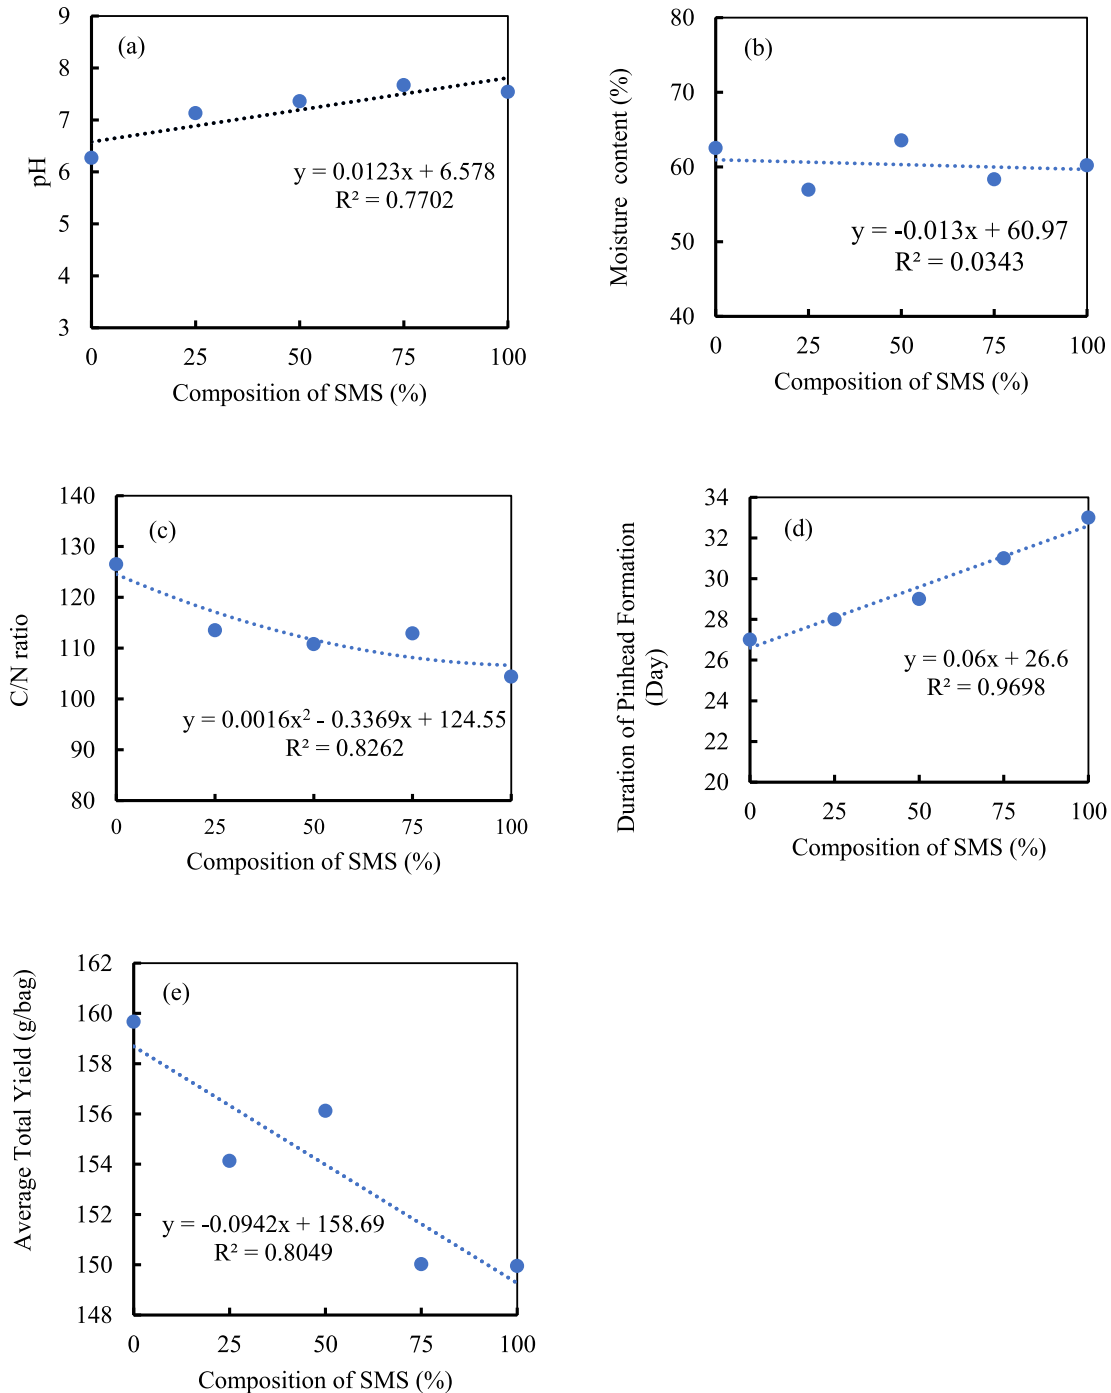 (a)
9
8
7
6
5
4
3
pH
y = 0.0123x + 6.578
R² = 0.7702
0 25 50 75 100
Composition of SMS (%)
(b)
80
70
60
50
40
Moisture content (%)
y = -0.013x + 60.97
R² = 0.0343
0 25 50 75 100
Composition of SMS (%)
(c)
140
130
120
110
100
90
80
C/N ratio
y = 0.0016x² - 0.3369x + 124.55
R² = 0.8262
0 25 50 75 100
Composition of SMS (%)
(d)
34
32
30
28
26
24
22
20
Duration of Pinhead Formation
(Day)
y = 0.06x + 26.6
R² = 0.9698
0 25 50 75 100
Composition of SMS (%)
(e)
162
160
158
156
154
152
150
148
Average Total Yield (g/bag)
y = -0.0942x + 158.69
R² = 0.8049
0 25 50 75 100
Composition of SMS (%)